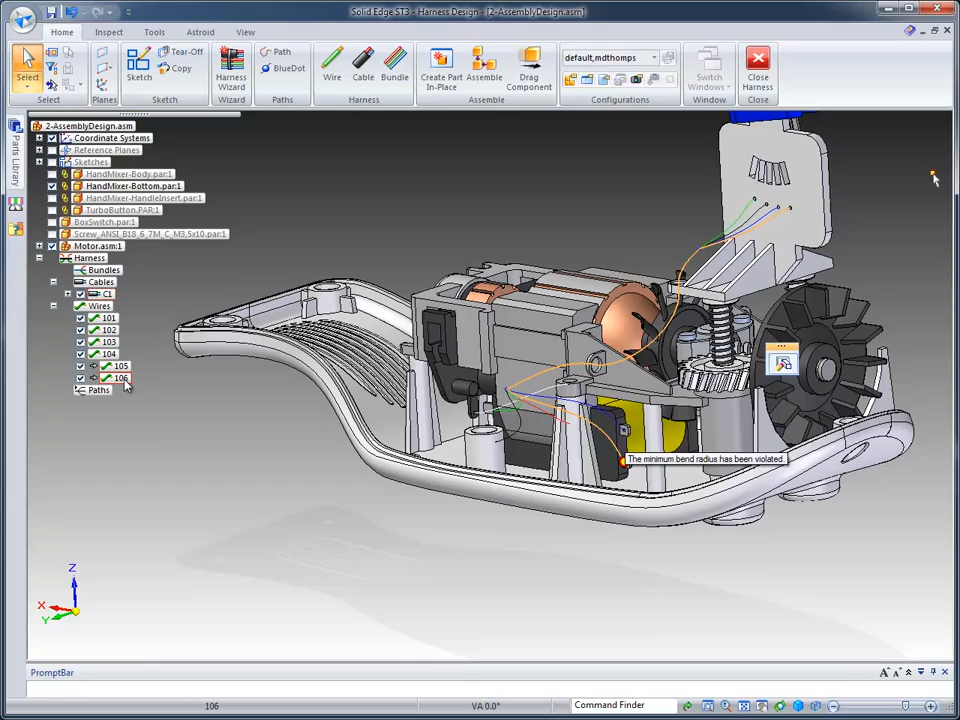 Solid Edge ST3 - Harness Design - [2-AssemblyDesign.asm]
Home Inspect Tools Astroid View
Select
Sketch
Tear-Off
Copy
Harness
Wizard
Path
BlueDot
Wire
Cable
Bundle
Create Part
In-Place
Assemble
Drag
Component
default,mdthomps
Switch
Windows
Close
Harness
Select Planes Sketch Wizard Paths Harness Assemble Configurations Window Close
Parts Library
2-AssemblyDesign.asm
Coordinate Systems
Reference Planes
Sketches
HandMixer-Body.par:1
HandMixer-Bottom.par:1
HandMixer-HandleInsert.par:1
TurboButton.PAR:1
BoxSwitch.par:1
Screw_ANSI_B18_6_7M_C_M3,5x10.par:1
Motor.asm:1
Harness
Bundles
Cables
C1
Wires
101
102
103
104
105
106
Paths
The minimum bend radius has been violated.
Z
X
Y
PromptBar
106
VA 0.0°
Command Finder